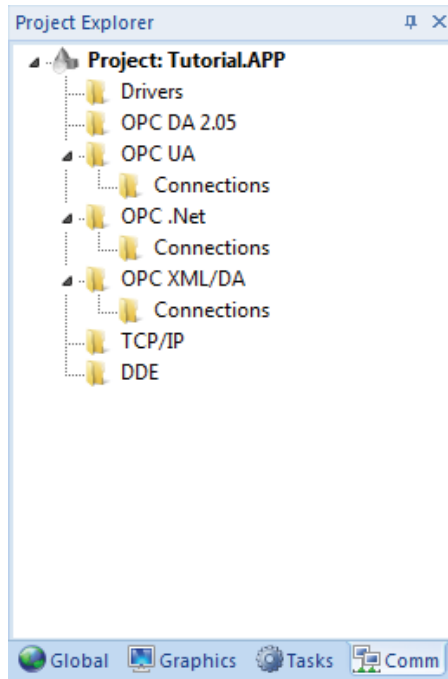 Project Explorer
Project: Tutorial.APP
Drivers
OPC DA 2.05
OPC UA
Connections
OPC .Net
Connections
OPC XML/DA
Connections
TCP/IP
DDE
Global Graphics Tasks Comm